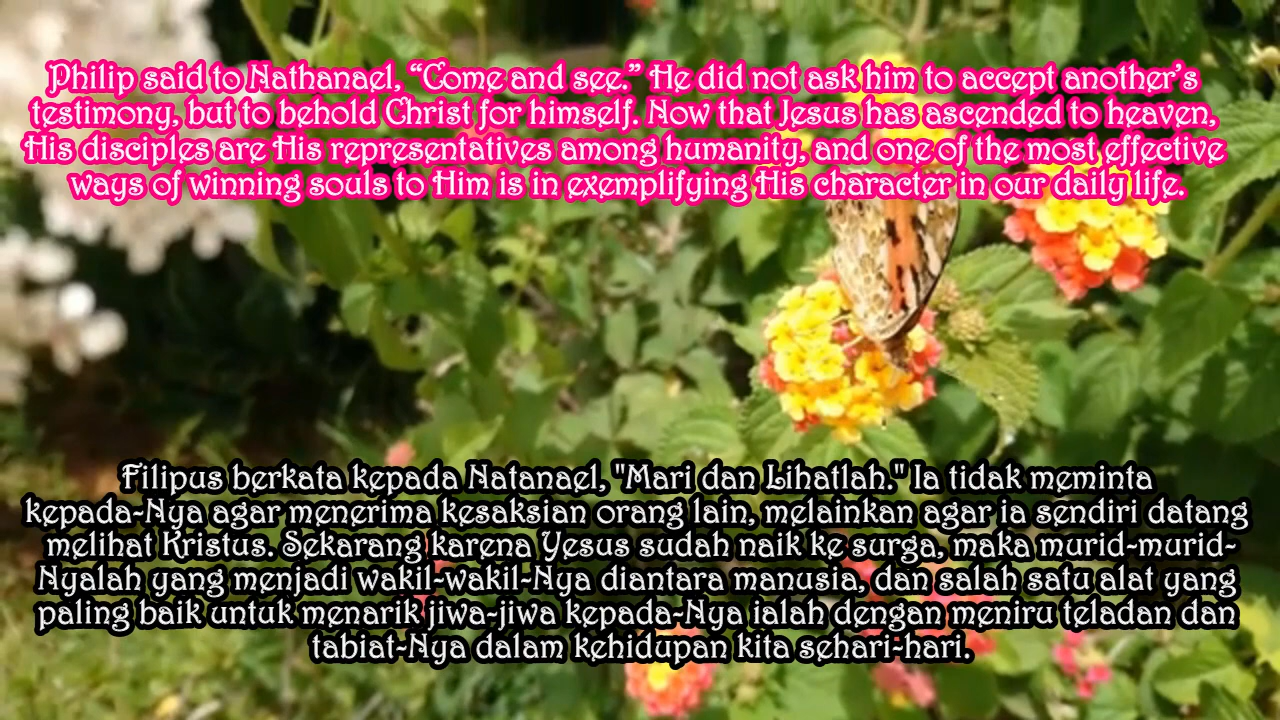 Philip said to Nathanael, “Come and see.” He did not ask him to accept another’s
testimony, but to behold Christ for himself. Now that Jesus has ascended to heaven,
His disciples are His representatives among humanity, and one of the most effective
ways of winning souls to Him is in exemplifying His character in our daily life.
Filipus berkata kepada Natanael, "Mari dan Lihatlah." Ia tidak meminta
kepada-Nya agar menerima kesaksian orang lain, melainkan agar ia sendiri datang
melihat Kristus. Sekarang karena Yesus sudah naik ke surga, maka murid-murid-
Nyalah yang menjadi wakil-wakil-Nya diantara manusia, dan salah satu alat yang
paling baik untuk menarik jiwa-jiwa kepada-Nya ialah dengan meniru teladan dan
tabiat-Nya dalam kehidupan kita sehari-hari.